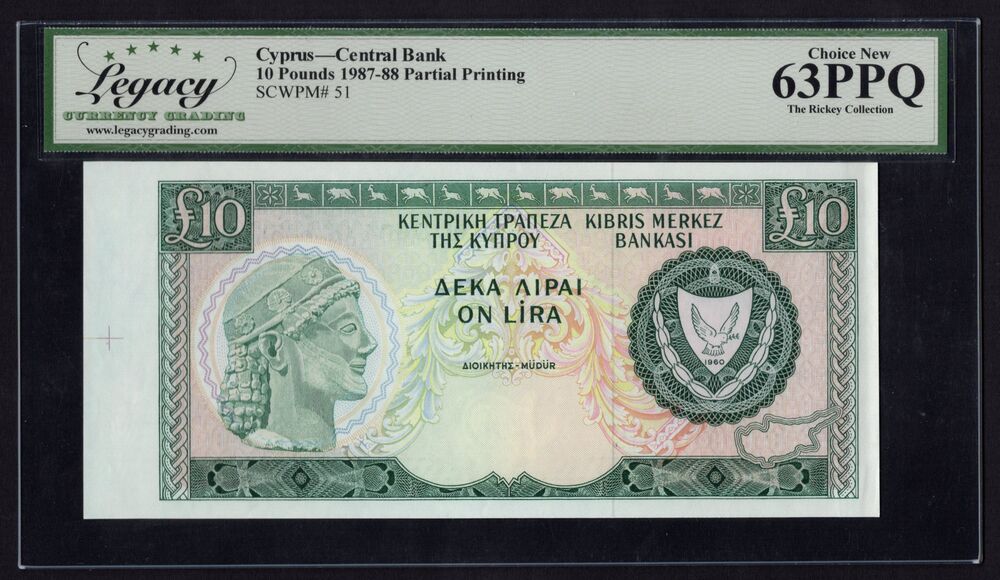 Legacy
CURRENCY GRADING
www.legacygrading.com
Cyprus—Central Bank
10 Pounds 1987-88 Partial Printing
SCWPM# 51
Choice New
63PPQ
The Rickey Collection
£10
£10
ΚΕΝΤΡΙΚΗ ΤΡΑΠΕΖΑ KIBRIS MERKEZ
ΤΗΣ ΚΥΠΡΟΥ BANKASI
ΔΕΚΑ ΛΙΡΑΙ
ON LİRA
ΔΙΟΙΚΗΤΗΣ - MÜDÜR
1960